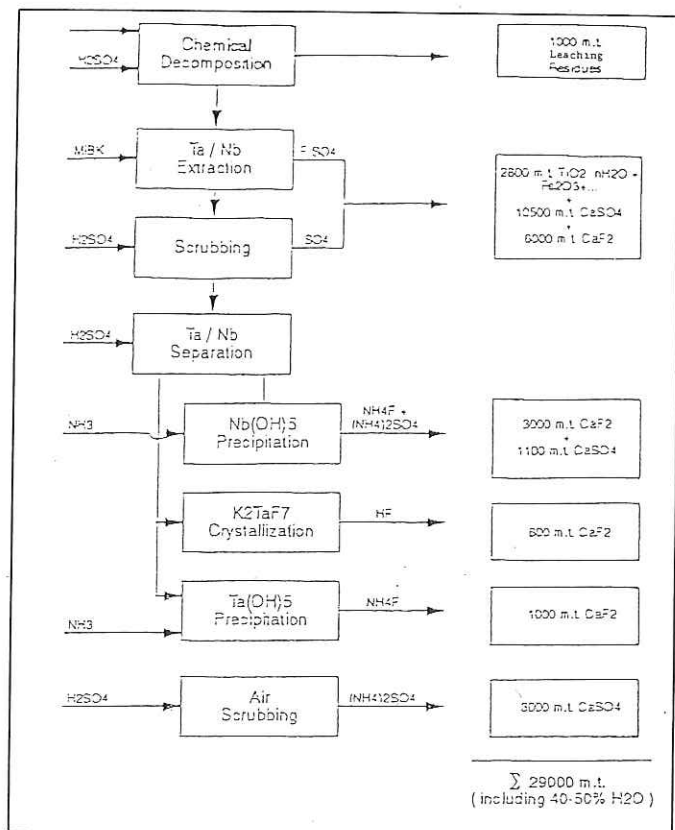 Chemical
Decomposition
H2SO4
1000 m.t.
Leaching
Residues
MIBK
Ta / Nb
Extraction
2600 m.t. TiO2 nH2O +
Fe2O3+...
+
10500 m.t. CaSO4
+
6000 m.t. CaF2
H2SO4
Scrubbing
SO4
H2SO4
Ta / Nb
Separation
NH3
Nb(OH)5
Precipitation
NH4F +
(NH4)2SO4
3000 m.t. CaF2
+
1100 m.t. CaSO4
K2TaF7
Crystallization
HF
600 m.t. CaF2
Ta(OH)5
Precipitation
NH4F
NH3
1000 m.t. CaF2
H2SO4
Air
Scrubbing
(NH4)2SO4
3000 m.t. CaSO4
∑ 29000 m.t.
( including 40-50% H2O )